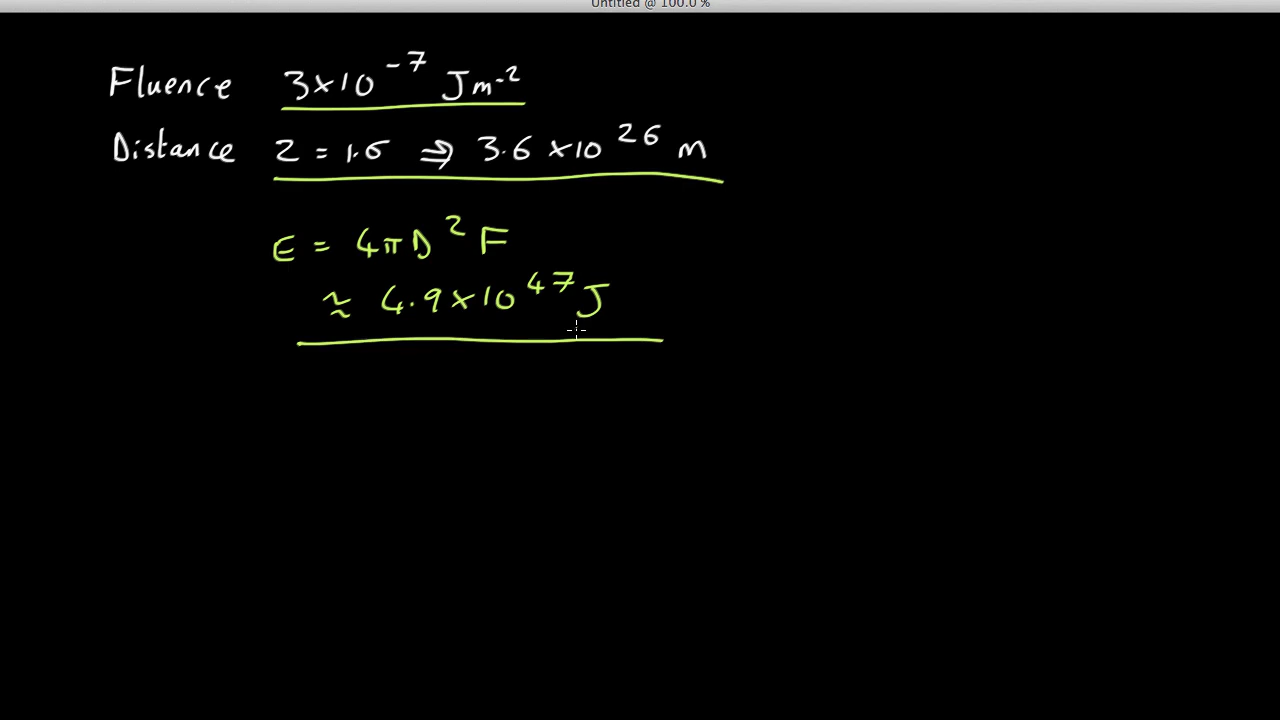 Untitled @ 100.0 %
Fluence 3×10⁻⁷ Jm⁻²
Distance z = 1.6 ⇒ 3.6 ×10²⁶ m
E = 4πD²F
≈ 4.9×10⁴⁷ J